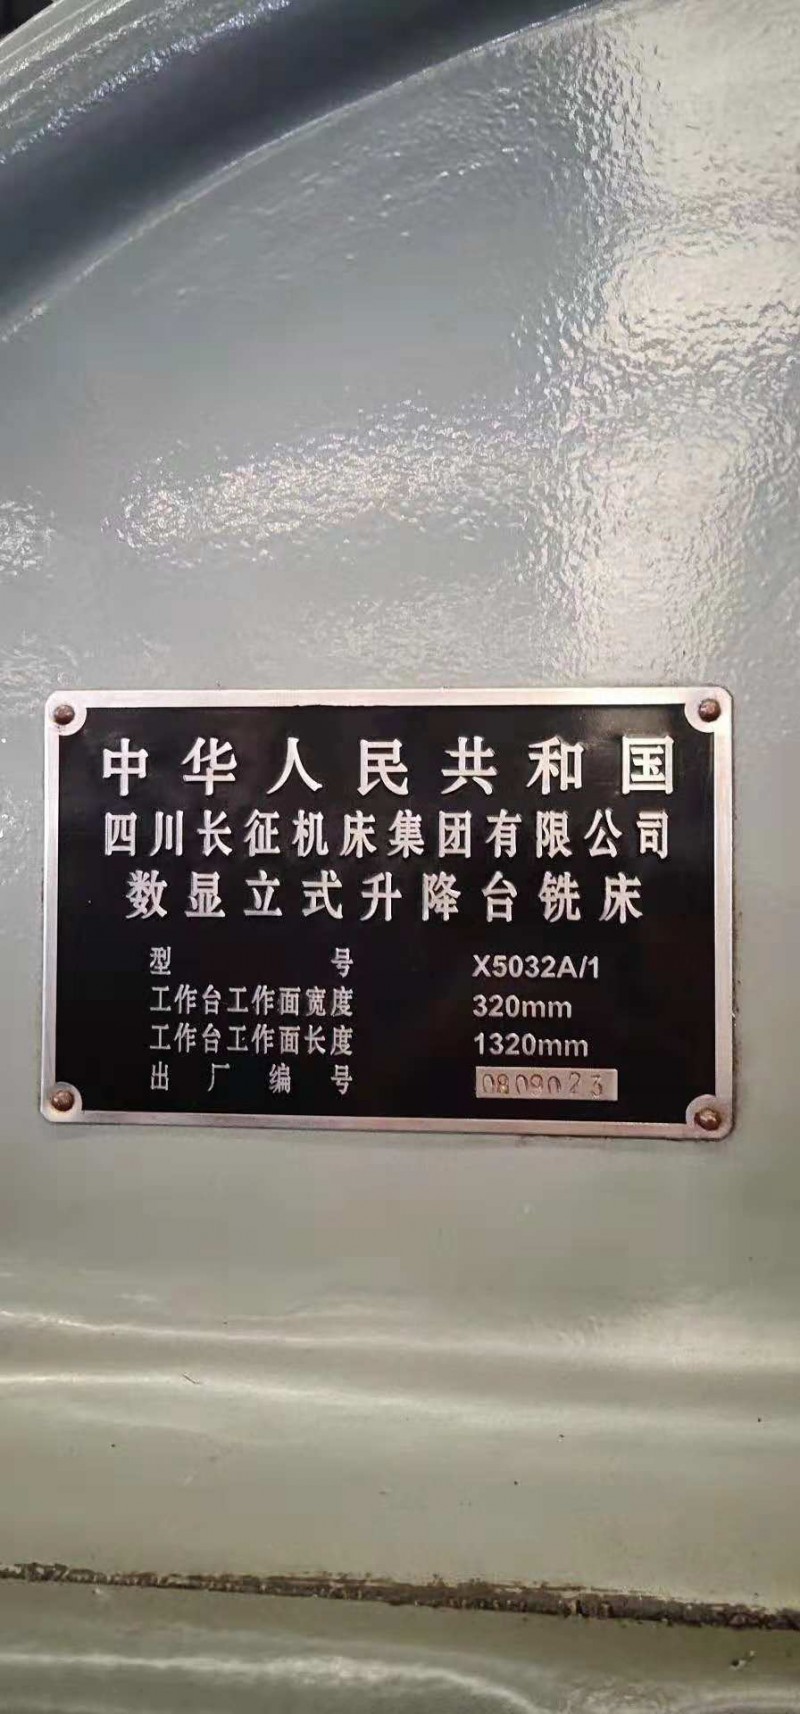 中华人民共和国
四川长征机床集团有限公司
数显立式升降台铣床
型号 X5032A/1
工作台工作面宽度 320mm
工作台工作面长度 1320mm
出厂编号 0809023